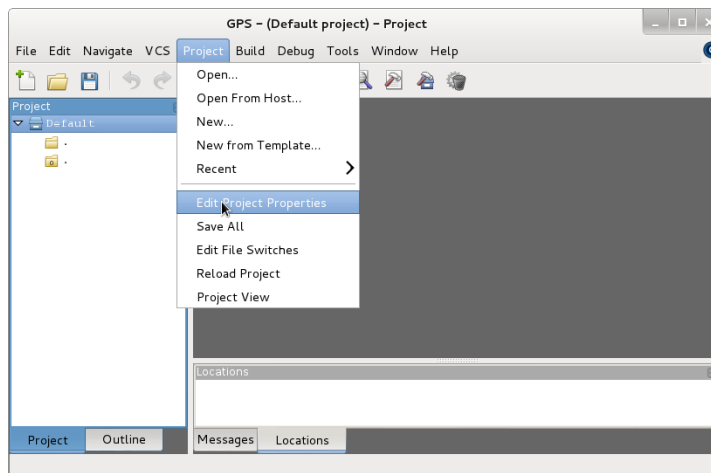 GPS - (Default project) - Project
File Edit Navigate VCS Project Build Debug Tools Window Help
Open...
Open From Host...
New...
New from Template...
Recent
Edit Project Properties
Save All
Edit File Switches
Reload Project
Project View
Project
Default
.
.
Locations
Project Outline
Messages Locations